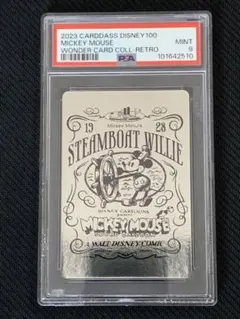 2023 CARDDASS DISNEY100
MICKEY MOUSE
MINT
WONDER CARD COLL-RETRO
9
PSA
101642510
19 28
STEAMBOAT WILLIE
MICKEY MOUSE
A WALT DISNEY COMIC